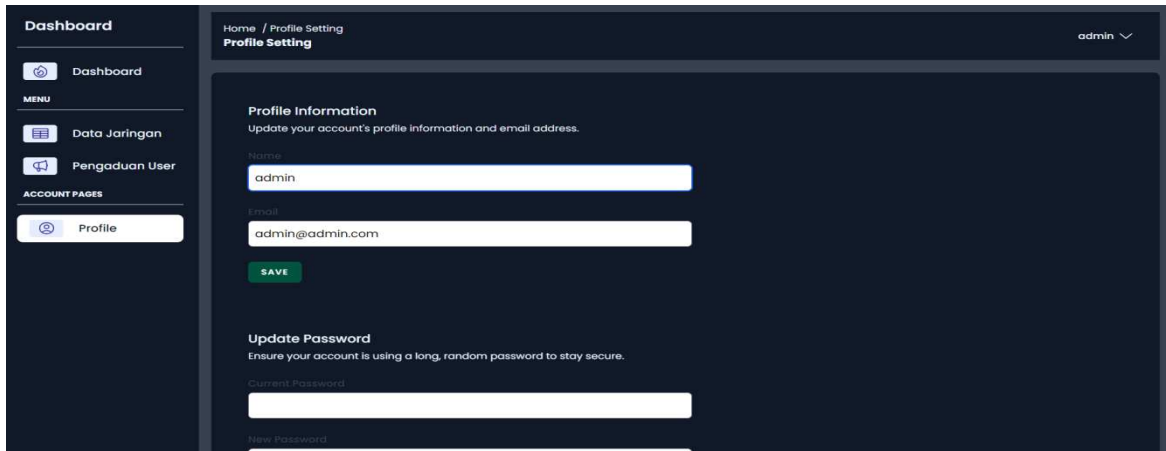 Dashboard
Dashboard
MENU
Data Jaringan
Pengaduan User
ACCOUNT PAGES
Profile
Home / Profile Setting
Profile Setting
admin
Profile Information
Update your account's profile information and email address.
Name
admin
Email
admin@admin.com
SAVE
Update Password
Ensure your account is using a long, random password to stay secure.
Current Password
New Password